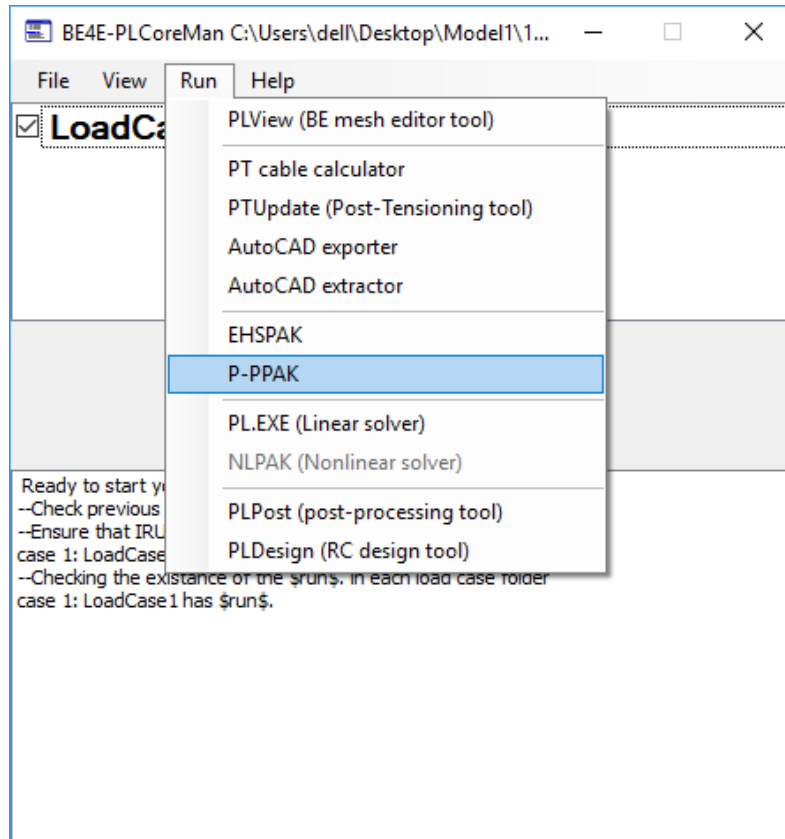 BE4E-PLCoreMan C:\Users\dell\Desktop\Model1\1...
File View Run Help
LoadCa
PLView (BE mesh editor tool)
PT cable calculator
PTUpdate (Post-Tensioning tool)
AutoCAD exporter
AutoCAD extractor
EHSPAK
P-PPAK
PL.EXE (Linear solver)
NLPAK (Nonlinear solver)
PLPost (post-processing tool)
PLDesign (RC design tool)
Ready to start y
--Check previous
--Ensure that IRU
case 1: LoadCase
--Checking the existance of the $run$. in each load case folder
case 1: LoadCase1 has $run$.